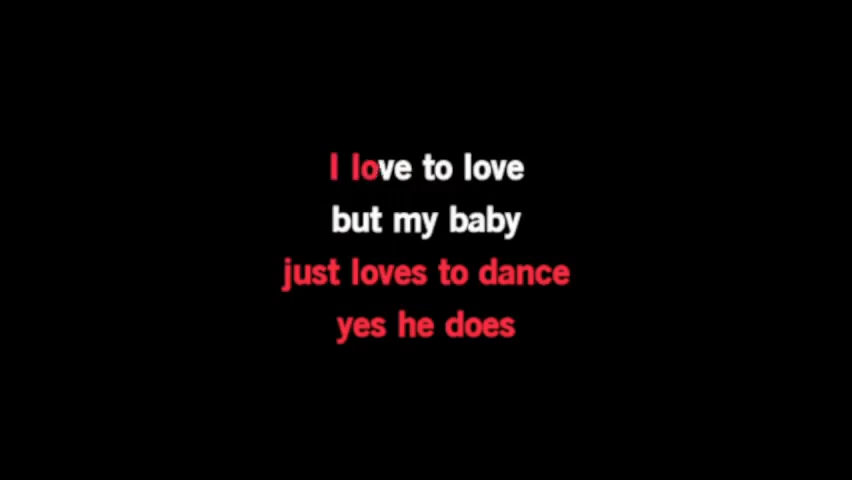 I love to love
but my baby
just loves to dance
yes he does